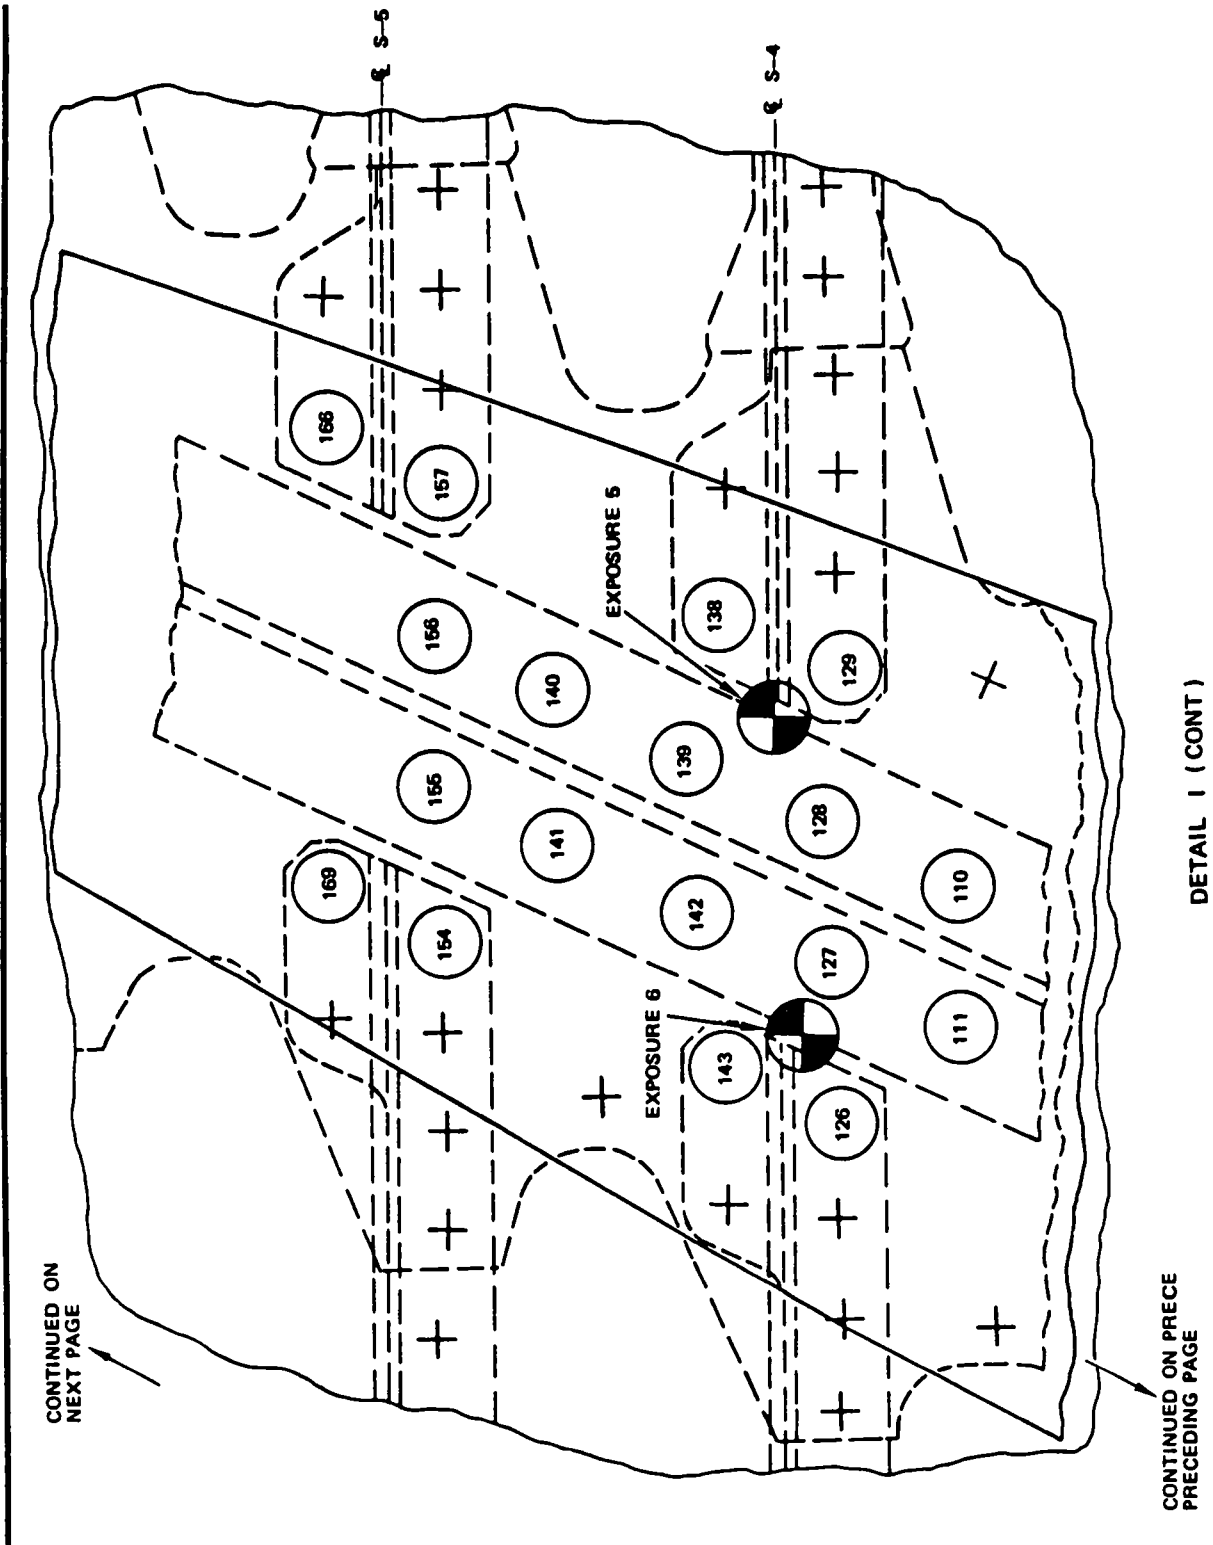 CONTINUED ON
NEXT PAGE
℄ S-5
℄ S-4
169
154
155
156
168
157
141
140
EXPOSURE 5
EXPOSURE 6
143
142
139
138
126
127
128
129
111
110
CONTINUED ON PRECE
PRECEDING PAGE
DETAIL I (CONT)